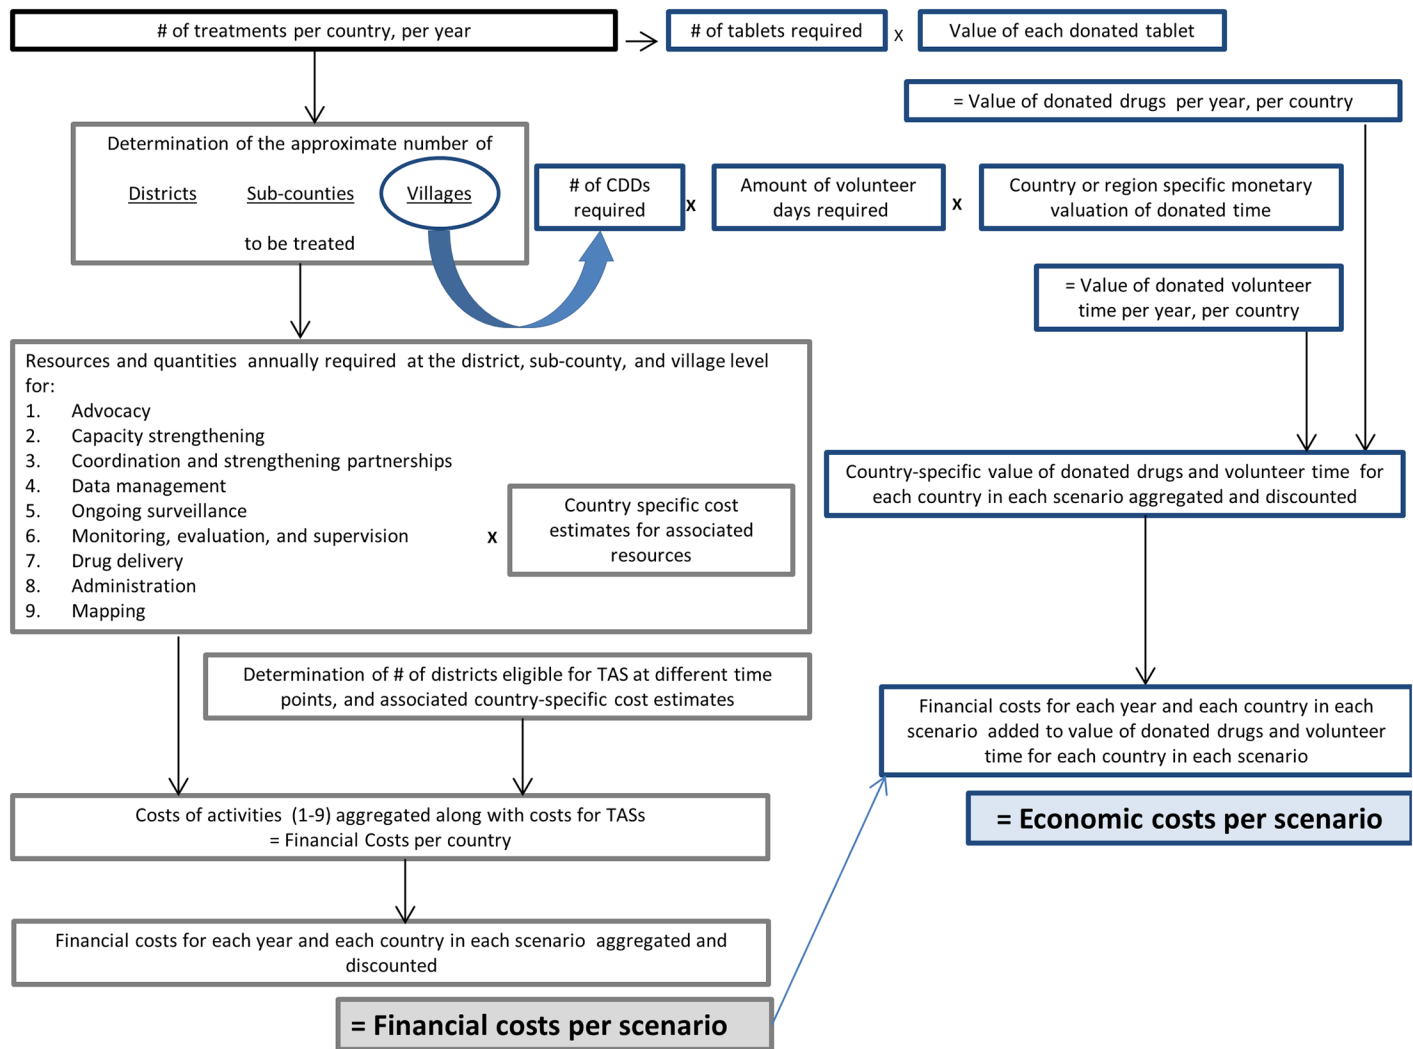 # of treatments per country, per year
# of tablets required
x
Value of each donated tablet
= Value of donated drugs per year, per country
Determination of the approximate number of
Districts
Sub-counties
Villages
to be treated
# of CDDs
required
x
Amount of volunteer
days required
x
Country or region specific monetary
valuation of donated time
= Value of donated volunteer
time per year, per country
Resources and quantities annually required at the district, sub-county, and village level
for:
1. Advocacy
2. Capacity strengthening
3. Coordination and strengthening partnerships
4. Data management
5. Ongoing surveillance
6. Monitoring, evaluation, and supervision
7. Drug delivery
8. Administration
9. Mapping
x
Country specific cost
estimates for associated
resources
Country-specific value of donated drugs and volunteer time for
each country in each scenario aggregated and discounted
Determination of # of districts eligible for TAS at different time
points, and associated country-specific cost estimates
Financial costs for each year and each country in each
scenario added to value of donated drugs and volunteer
time for each country in each scenario
= Economic costs per scenario
Costs of activities (1-9) aggregated along with costs for TASs
= Financial Costs per country
Financial costs for each year and each country in each scenario aggregated and
discounted
= Financial costs per scenario